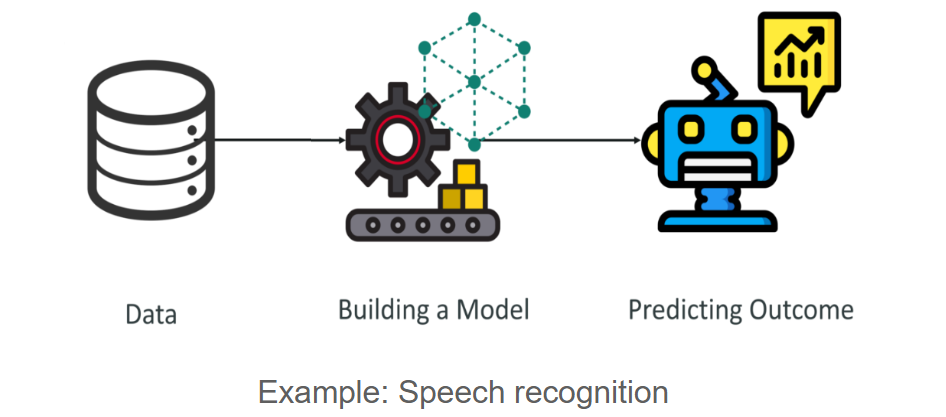 Data
Building a Model
Predicting Outcome
Example: Speech recognition